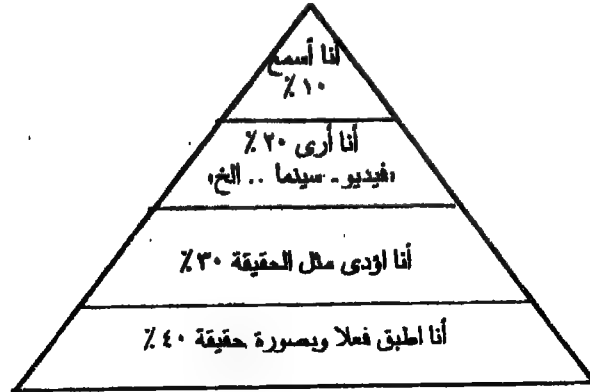 أنا أسمع
١٠ ٪
أنا أرى ٢٠ ٪
«فيديو - سينما .. الخ»
أنا اؤدى مثل الحقيقة ٣٠ ٪
أنا اطبق فعلا وبصورة حقيقة ٤٠ ٪